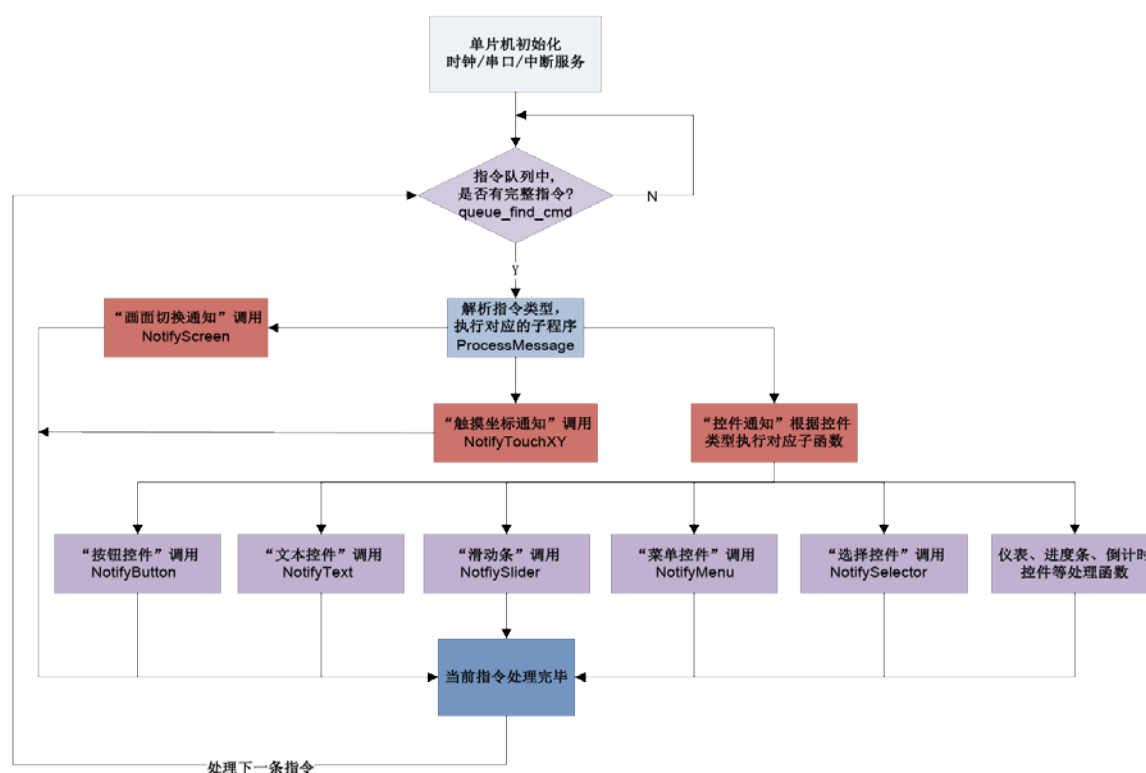 单片机初始化
时钟/串口/中断服务
指令队列中,
是否有完整指令?
queue_find_cmd
N
Y
“画面切换通知”调用
NotifyScreen
解析指令类型,
执行对应的子程序
ProcessMessage
“触摸坐标通知”调用
NotifyTouchXY
“控件通知”根据控件
类型执行对应子函数
“按钮控件”调用
NotifyButton
“文本控件”调用
NotifyText
“滑动条”调用
NotfiySlider
“菜单控件”调用
NotifyMenu
“选择控件”调用
NotifySelector
仪表、进度条、倒计时
控件等处理函数
当前指令处理完毕
处理下一条指令